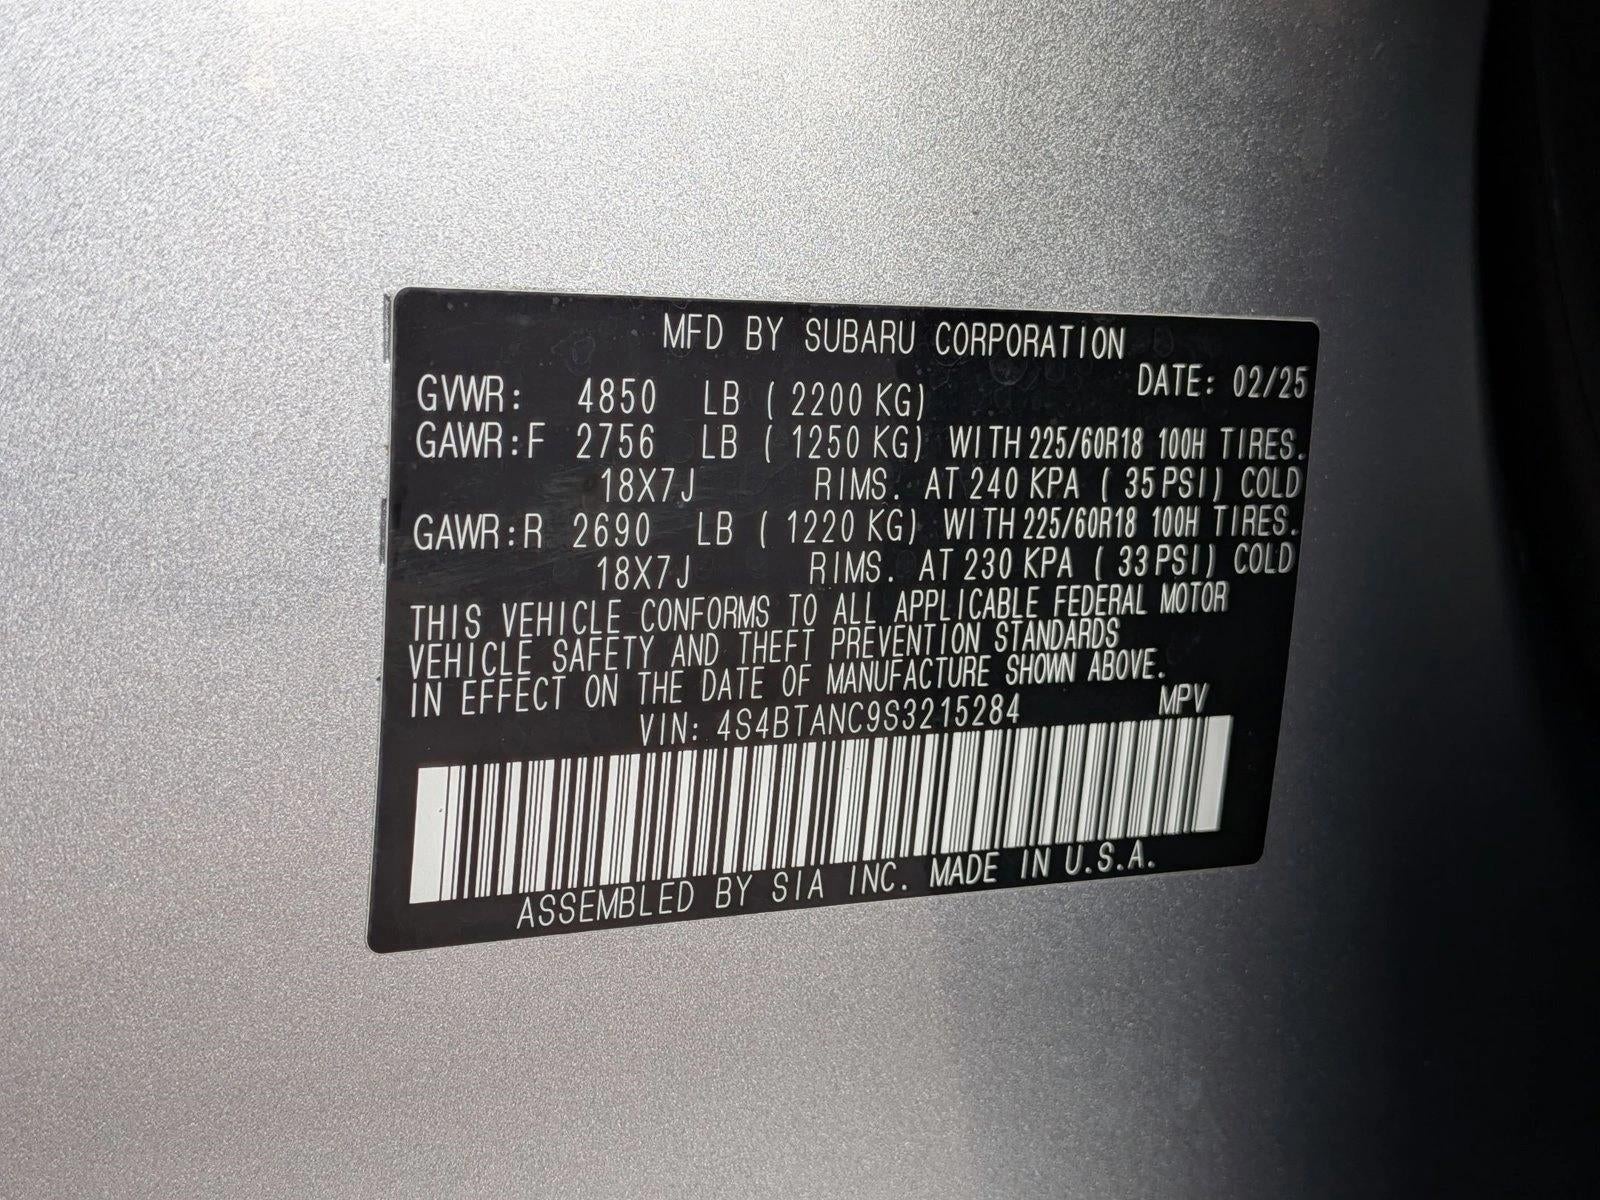 MFD BY SUBARU CORPORATION
DATE: 02/25
GVWR: 4850 LB ( 2200 KG)
GAWR:F 2756 LB ( 1250 KG) WITH 225/60R18 100H TIRES.
18X7J RIMS. AT 240 KPA ( 35 PSI) COLD
GAWR:R 2690 LB ( 1220 KG) WITH 225/60R18 100H TIRES.
18X7J RIMS. AT 230 KPA ( 33 PSI) COLD
THIS VEHICLE CONFORMS TO ALL APPLICABLE FEDERAL MOTOR
VEHICLE SAFETY AND THEFT PREVENTION STANDARDS
IN EFFECT ON THE DATE OF MANUFACTURE SHOWN ABOVE.
VIN: 4S4BTANC9S3215284 MPV
ASSEMBLED BY SIA INC. MADE IN U.S.A.